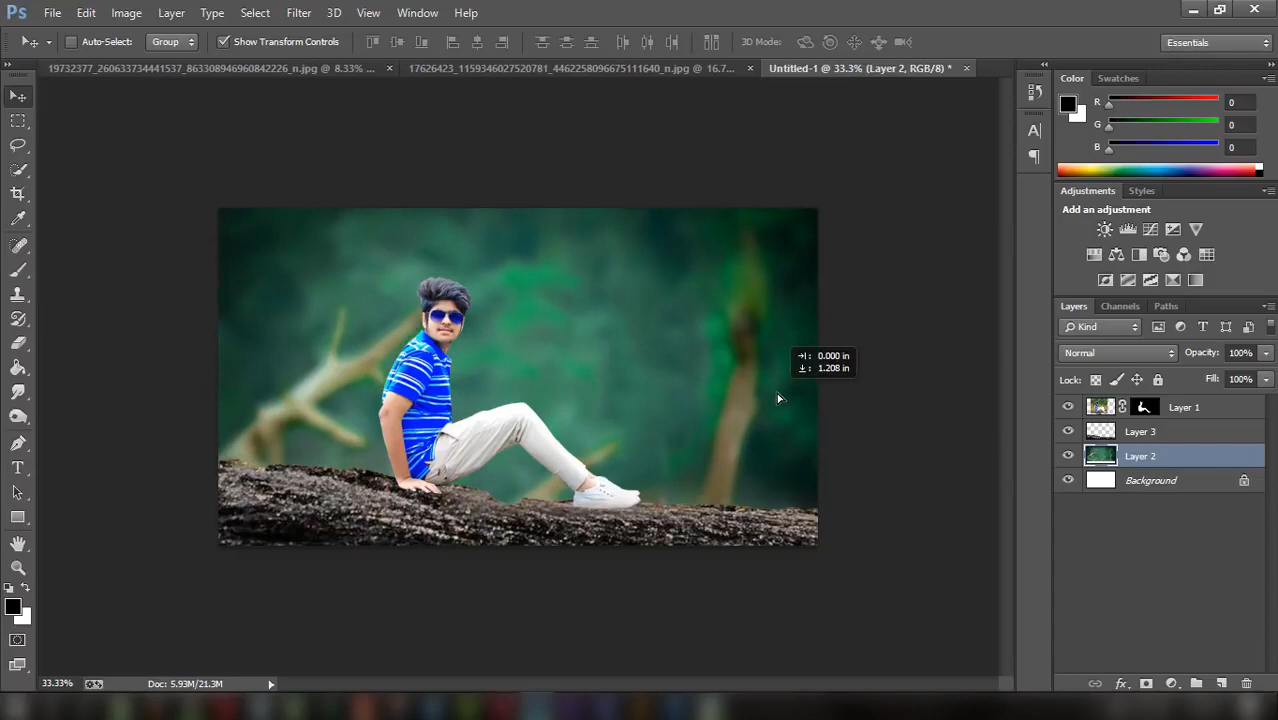 Ps File Edit Image Layer Type Select Filter 3D View Window Help
Auto-Select: Group Show Transform Controls 3D Mode: Essentials
19732377_260633734441537_863308946960842226_n.jpg @ 8.33% ... × 17626423_1159346027520781_4462258096675111640_n.jpg @ 16.7... × Untitled-1 @ 33.3% (Layer 2, RGB/8) * ×
Color Swatches
R 0
G 0
B 0
Adjustments Styles
Add an adjustment
Layers Channels Paths
Kind
Normal Opacity: 100%
Lock: Fill: 100%
Layer 1
Layer 3
Layer 2
Background
0.000 in
1.208 in
33.33% Doc: 5.93M/21.3M